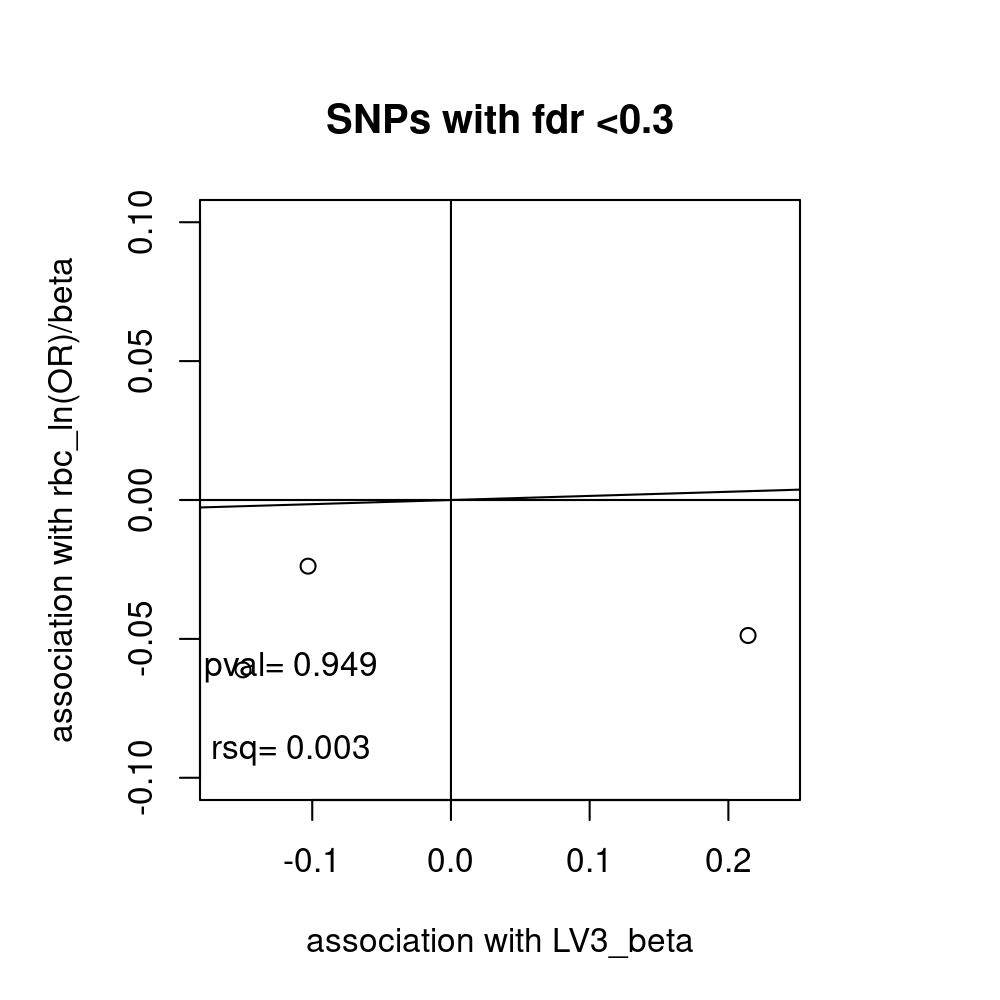 SNPs with fdr <0.3
association with rbc_ln(OR)/beta
0.10
0.05
0.00
-0.05
-0.10
pval= 0.949
rsq= 0.003
-0.1 0.0 0.1 0.2
association with LV3_beta